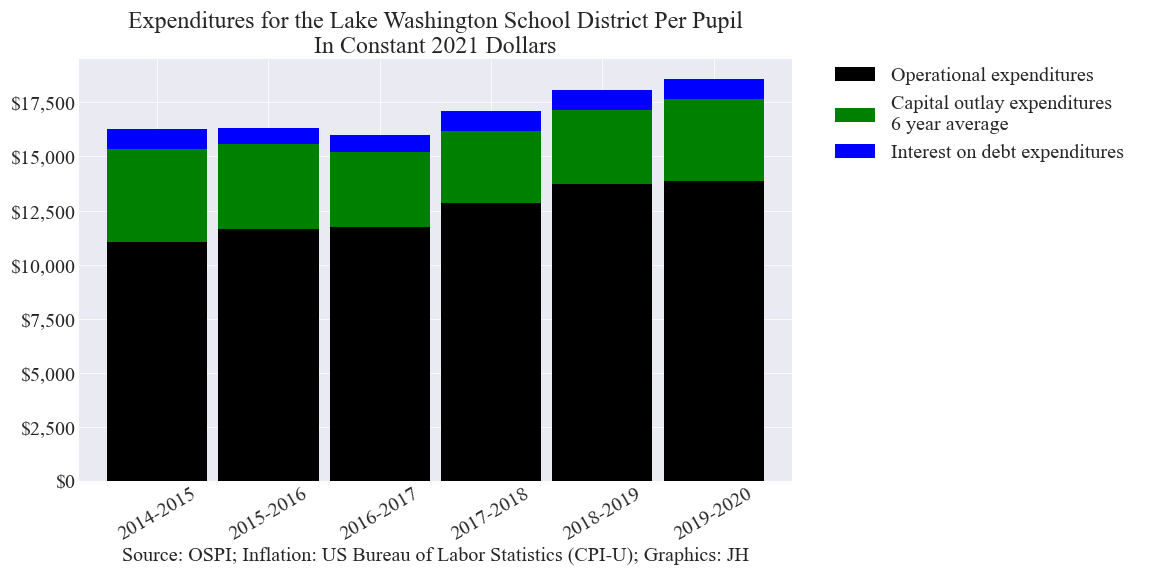 Expenditures for the Lake Washington School District Per Pupil
In Constant 2021 Dollars
Operational expenditures
Capital outlay expenditures
6 year average
Interest on debt expenditures
$17,500
$15,000
$12,500
$10,000
$7,500
$5,000
$2,500
$0
2014-2015
2015-2016
2016-2017
2017-2018
2018-2019
2019-2020
Source: OSPI; Inflation: US Bureau of Labor Statistics (CPI-U); Graphics: JH